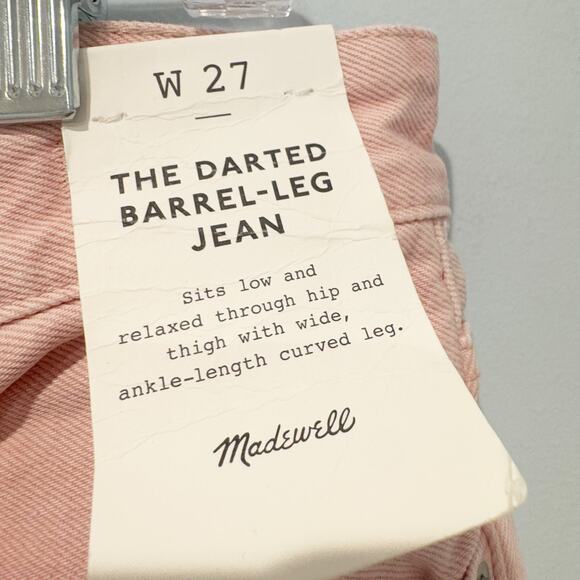 W 27
—
THE DARTED
BARREL-LEG
JEAN
Sits low and
relaxed through hip and
thigh with wide,
ankle-length curved leg.
Madewell